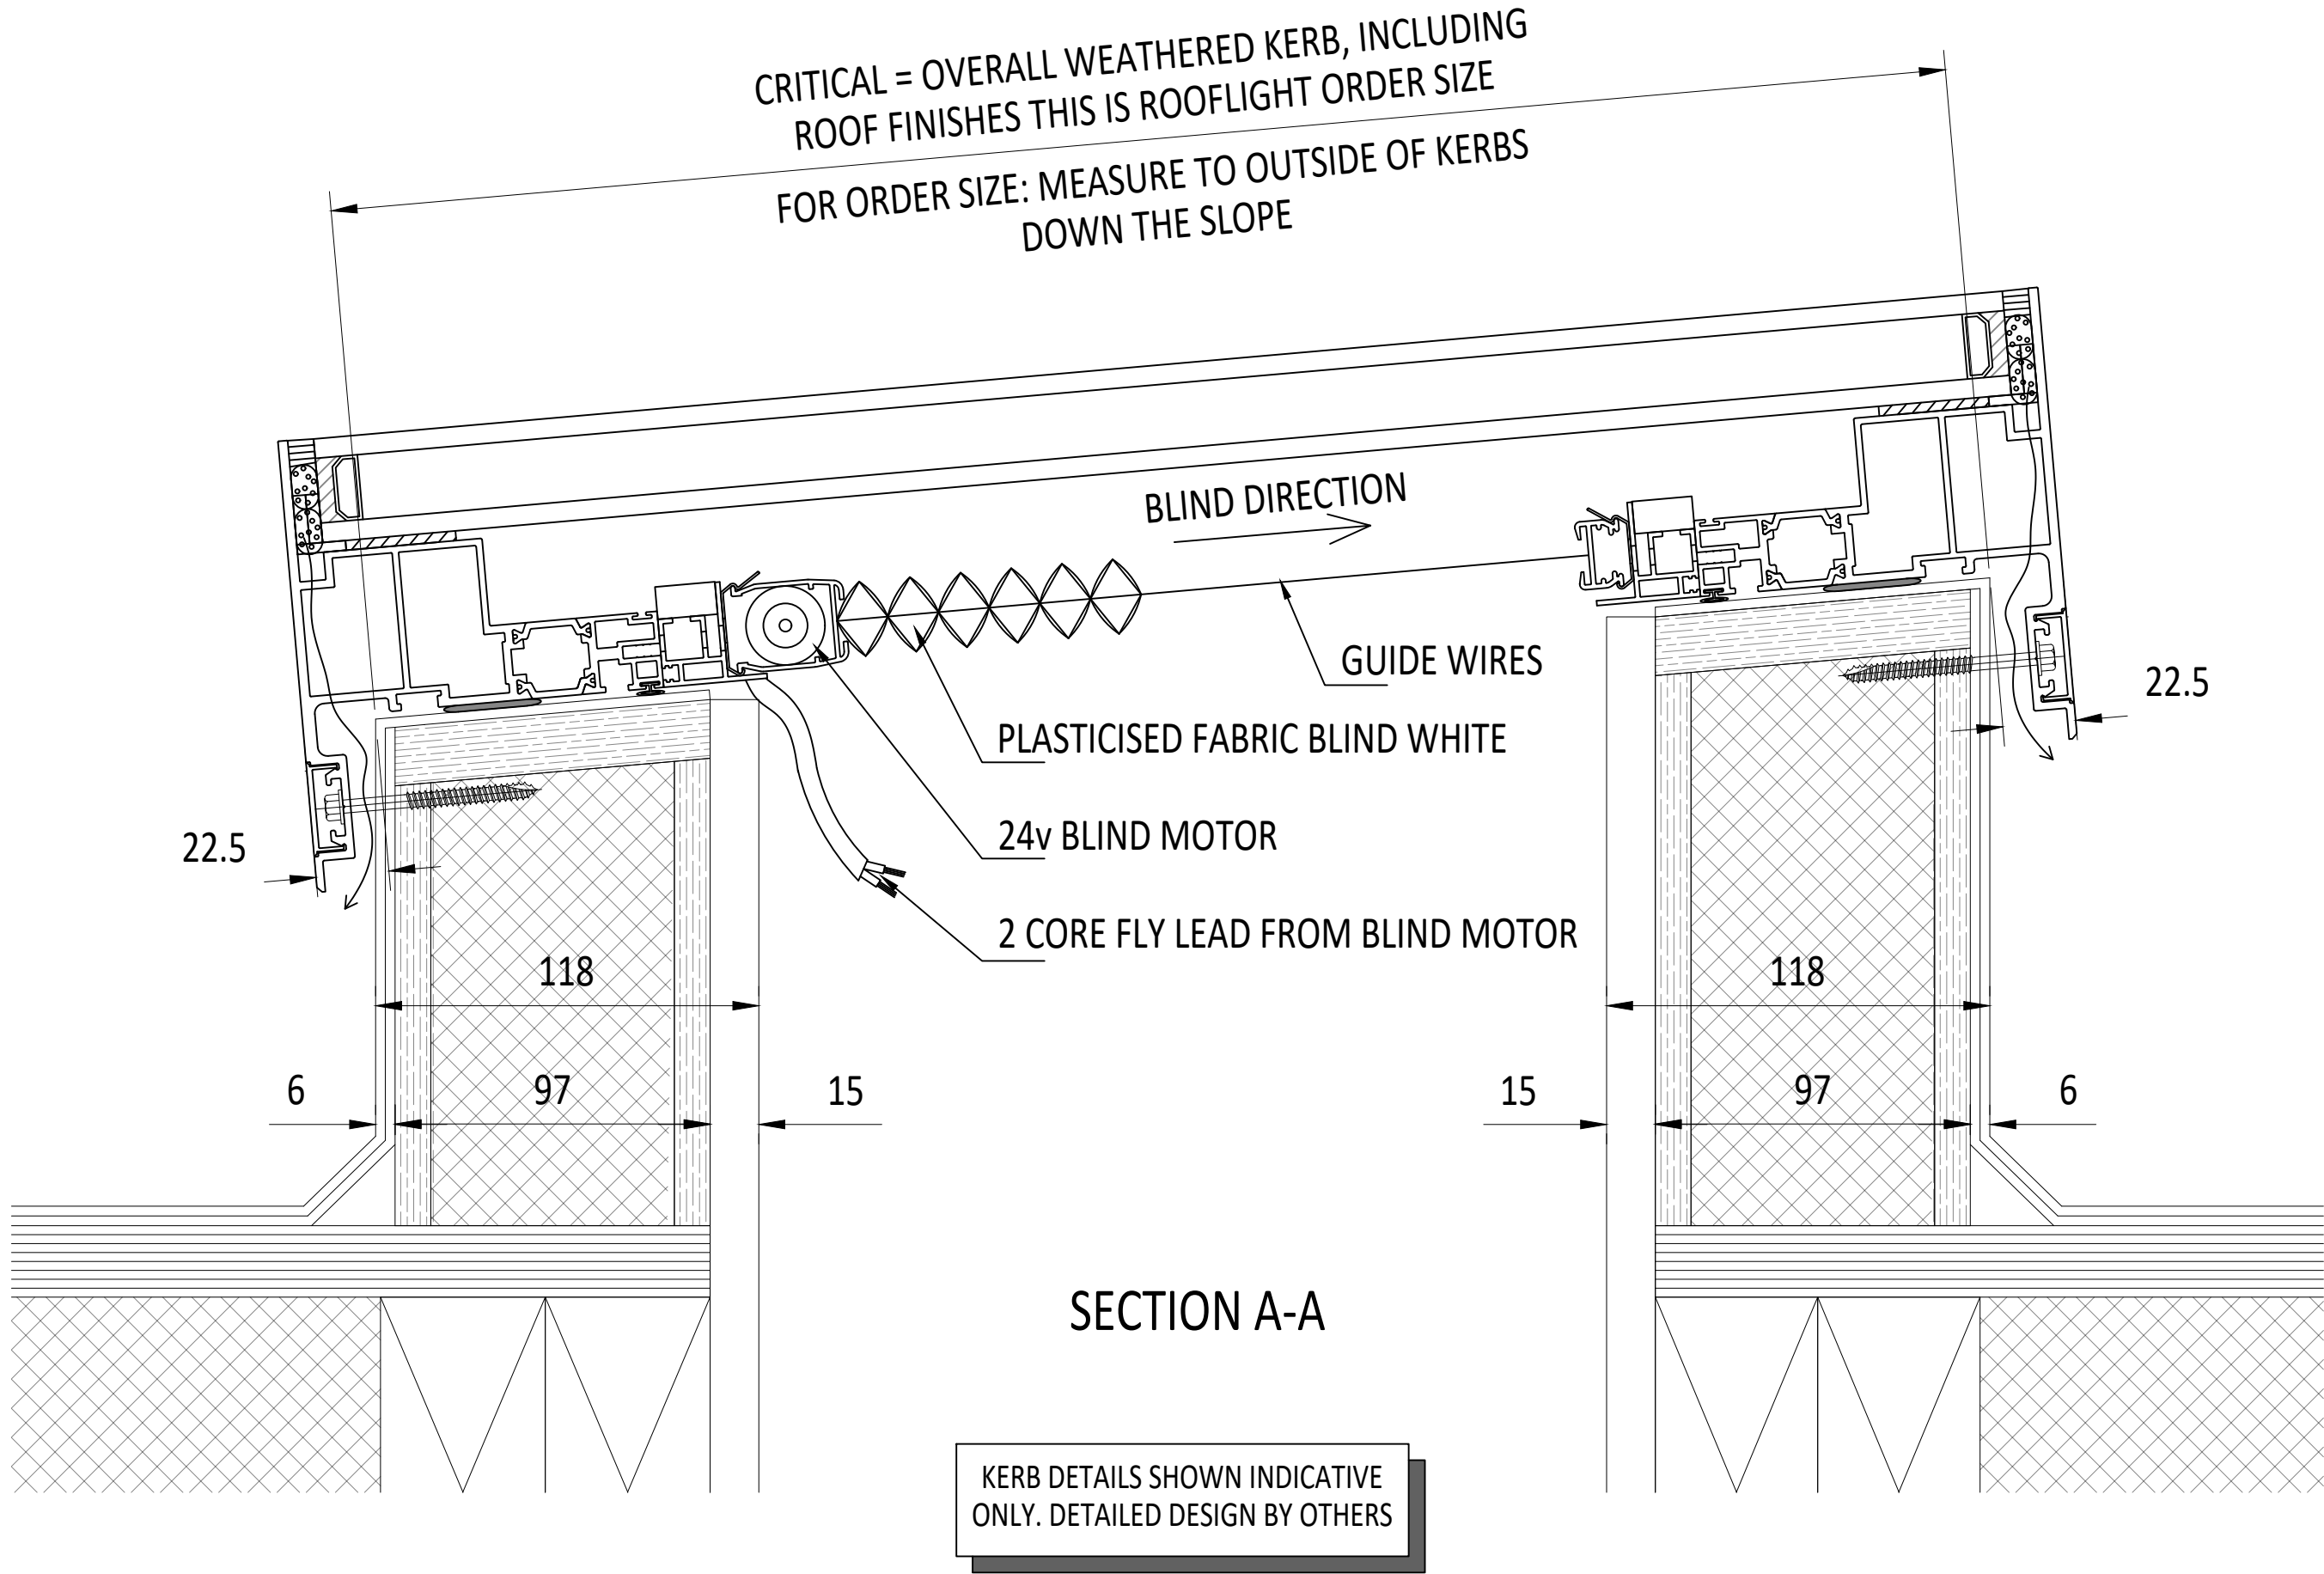 CRITICAL = OVERALL WEATHERED KERB, INCLUDING
ROOF FINISHES THIS IS ROOFLIGHT ORDER SIZE
FOR ORDER SIZE: MEASURE TO OUTSIDE OF KERBS
DOWN THE SLOPE
BLIND DIRECTION
GUIDE WIRES
22.5
PLASTICISED FABRIC BLIND WHITE
22.5
24v BLIND MOTOR
2 CORE FLY LEAD FROM BLIND MOTOR
118
118
6
97
15
15
97
6
SECTION A-A
KERB DETAILS SHOWN INDICATIVE
ONLY. DETAILED DESIGN BY OTHERS